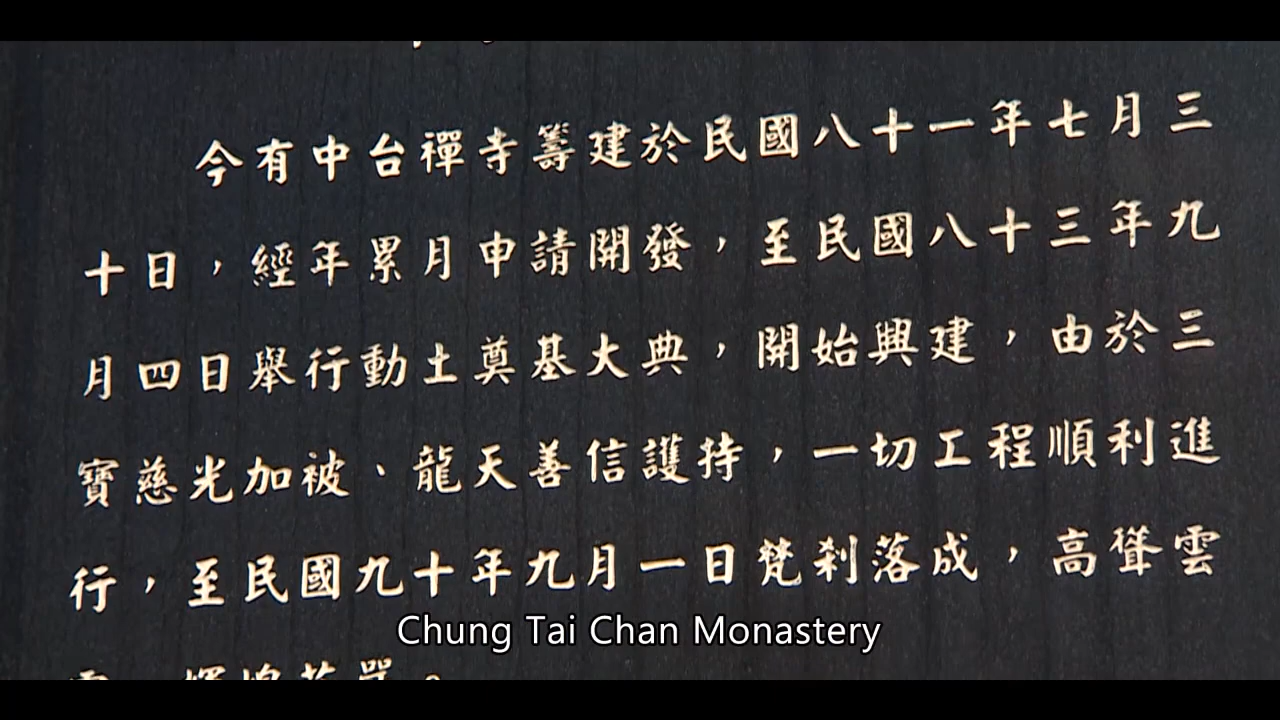 今有中台禪寺籌建於民國八十一年七月三
十日，經年累月申請開發，至民國八十三年九
月四日舉行動土奠基大典，開始興建，由於三
寶慈光加被、龍天善信護持，一切工程順利進
行，至民國九十年九月一日梵剎落成，高聳雲
Chung Tai Chan Monastery